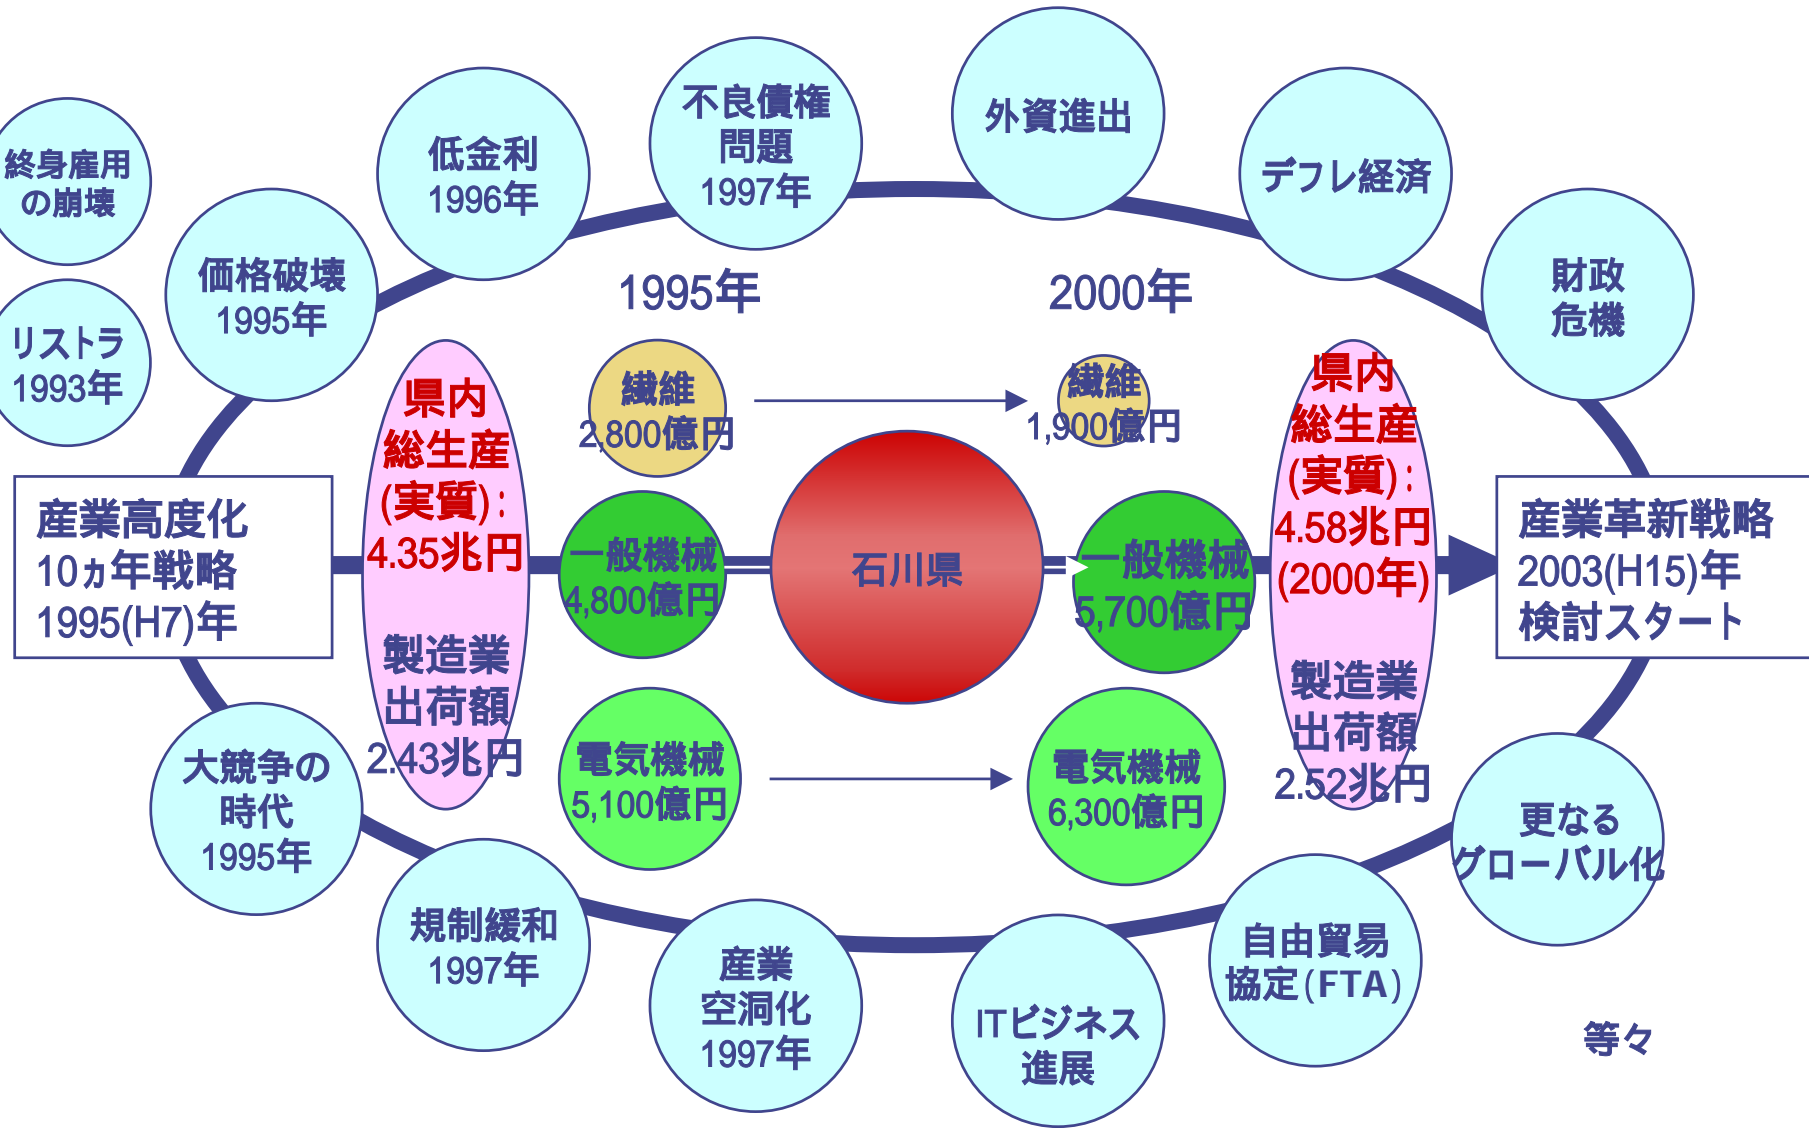 終身雇用
の崩壊
リストラ
1993年
価格破壊
1995年
低金利
1996年
不良債権
問題
1997年
外資進出
デフレ経済
財政
危機
1995年
2000年
産業高度化
10ヵ年戦略
1995(H7)年
県内
総生産
(実質):
4.35兆円
製造業
出荷額
2.43兆円
繊維
2,800億円
一般機械
4,800億円
電気機械
5,100億円
石川県
繊維
1,900億円
一般機械
5,700億円
電気機械
6,300億円
県内
総生産
(実質):
4.58兆円
(2000年)
製造業
出荷額
2.52兆円
産業革新戦略
2003(H15)年
検討スタート
大競争の
時代
1995年
規制緩和
1997年
産業
空洞化
1997年
ITビジネス
進展
自由貿易
協定(FTA)
更なる
グローバル化
等々